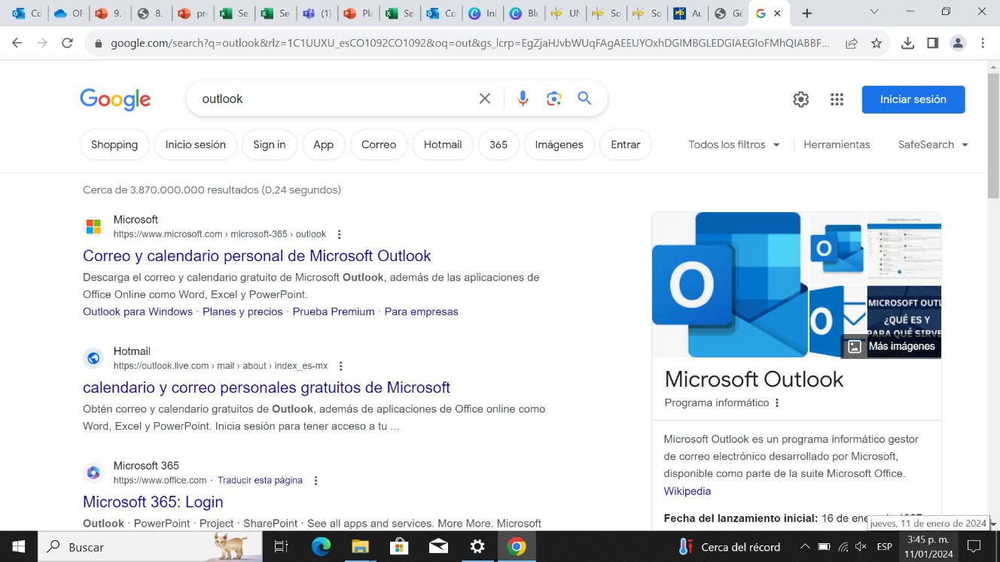 Co
OF
9.
8.
pr
Se
Se
(1)
Pla
Se
Co
Ini
Blu
UN
So
So
Au
Gé
google.com/search?q=outlook&rlz=1C1UUXU_esCO1092CO1092&oq=out&gs_lcrp=EgZjaHJvbWUqFAgAEEUYOxhDGIMBGLEDGIAEGIoFMhQIABBF...
Google
outlook
Iniciar sesión
Shopping
Inicio sesión
Sign in
App
Correo
Hotmail
365
Imágenes
Entrar
Todos los filtros
Herramientas
SafeSearch
Cerca de 3.870.000.000 resultados (0,24 segundos)
Microsoft
https://www.microsoft.com › microsoft-365 › outlook
Correo y calendario personal de Microsoft Outlook
Descarga el correo y calendario gratuito de Microsoft Outlook, además de las aplicaciones de
Office Online como Word, Excel y PowerPoint.
Outlook para Windows · Planes y precios · Prueba Premium · Para empresas
Hotmail
https://outlook.live.com › mail › about › index_es-mx
calendario y correo personales gratuitos de Microsoft
Obtén correo y calendario gratuitos de Outlook, además de aplicaciones de Office online como
Word, Excel y PowerPoint. Inicia sesión para tener acceso a tu ...
Microsoft 365
https://www.office.com · Traducir esta página
Microsoft 365: Login
Outlook · PowerPoint · Project · SharePoint · See all apps and services. More More. Microsoft
MICROSOFT OUTL
¿QUÉ ES Y
PARA QUÉ SIRVE
Más imágenes
Microsoft Outlook
Programa informático
Microsoft Outlook es un programa informático gestor
de correo electrónico desarrollado por Microsoft,
disponible como parte de la suite Microsoft Office.
Wikipedia
Fecha del lanzamiento inicial: 16 de
jueves, 11 de enero de 2024
Buscar
Cerca del récord
ESP
3:45 p. m.
11/01/2024